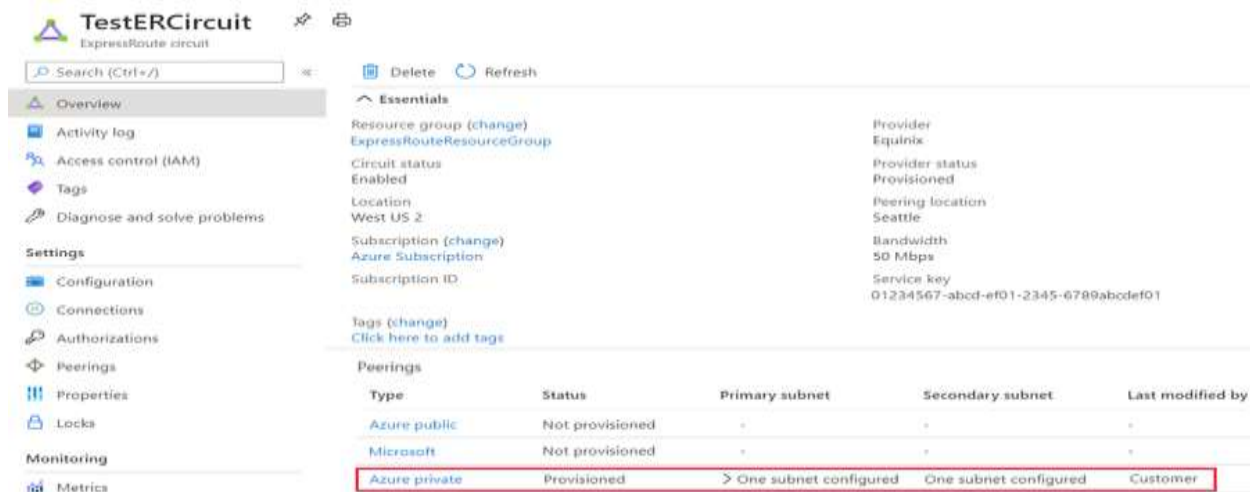 TestERCircuit
ExpressRoute circuit
Search (Ctrl+/)
«
Delete Refresh
Overview
Activity log
Access control (IAM)
Tags
Diagnose and solve problems
Settings
Configuration
Connections
Authorizations
Peerings
Properties
Locks
Monitoring
Metrics
Essentials
Resource group (change)
ExpressRouteResourceGroup
Circuit status
Enabled
Location
West US 2
Subscription (change)
Azure Subscription
Subscription ID
Tags (change)
Click here to add tags
Provider
Equinix
Provider status
Provisioned
Peering location
Seattle
Bandwidth
50 Mbps
Service key
01234567-abcd-ef01-2345-6789abcdef01
Peerings
Type Status Primary subnet Secondary subnet Last modified by
Azure public Not provisioned - - -
Microsoft Not provisioned - - -
Azure private Provisioned > One subnet configured One subnet configured Customer